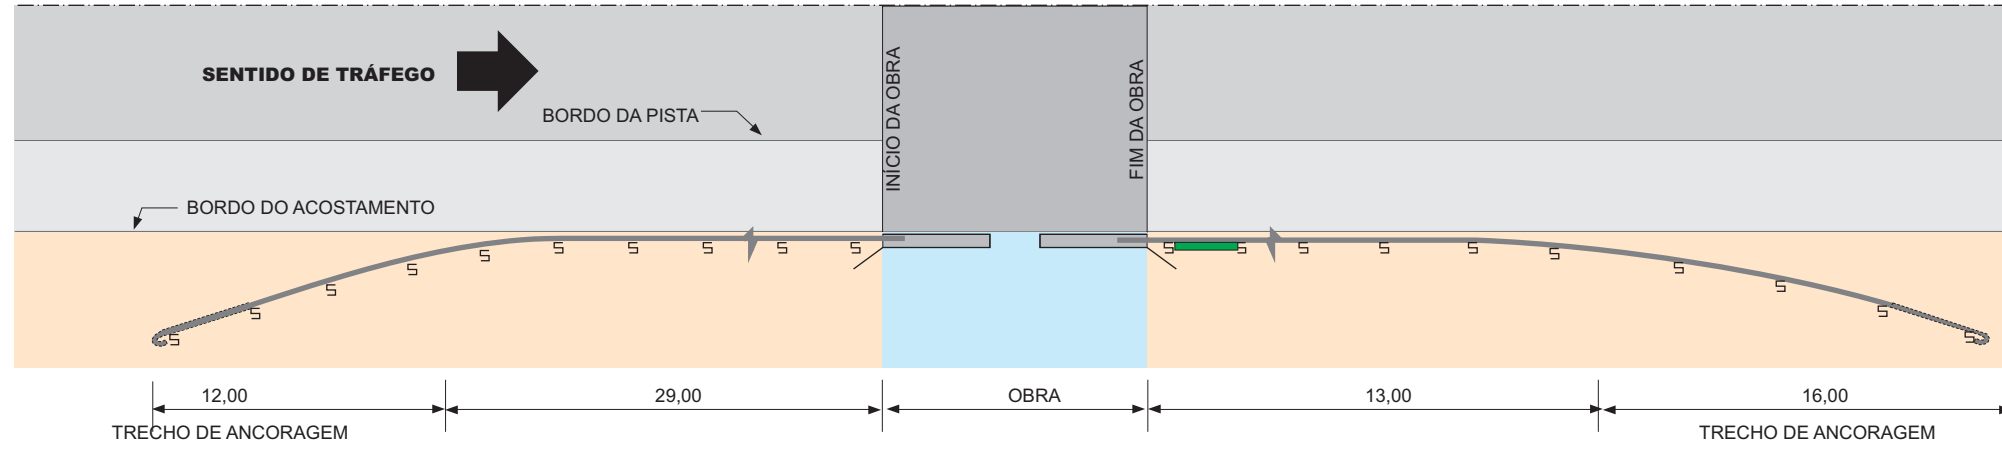 SENTIDO DE TRÁFEGO
BORDO DA PISTA
INÍCIO DA OBRA
FIM DA OBRA
BORDO DO ACOSTAMENTO
12,00
29,00
OBRA
13,00
16,00
TRECHO DE ANCORAGEM
TRECHO DE ANCORAGEM